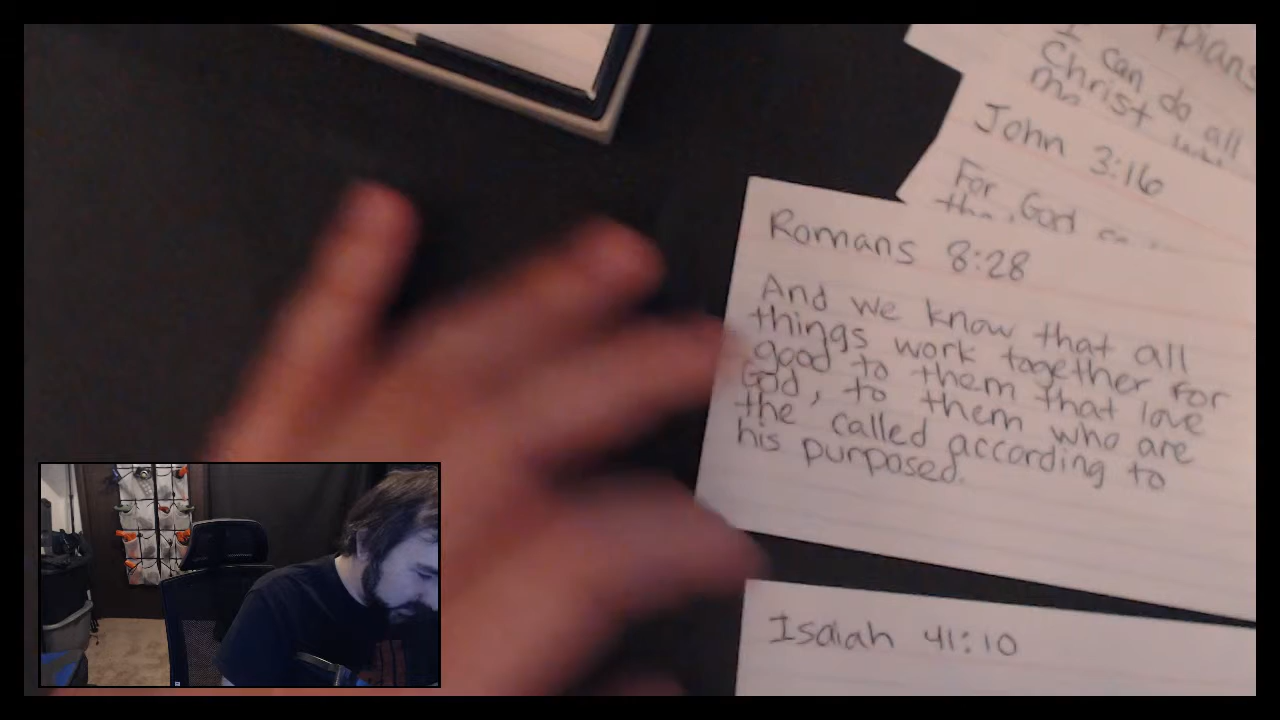 ppians
I can do all
Christ
John 3:16
For God
Romans 8:28
And we know that all
things work together for
good to them that love
God, to them who are
the called according to
his purposed.
Isaiah 41:10